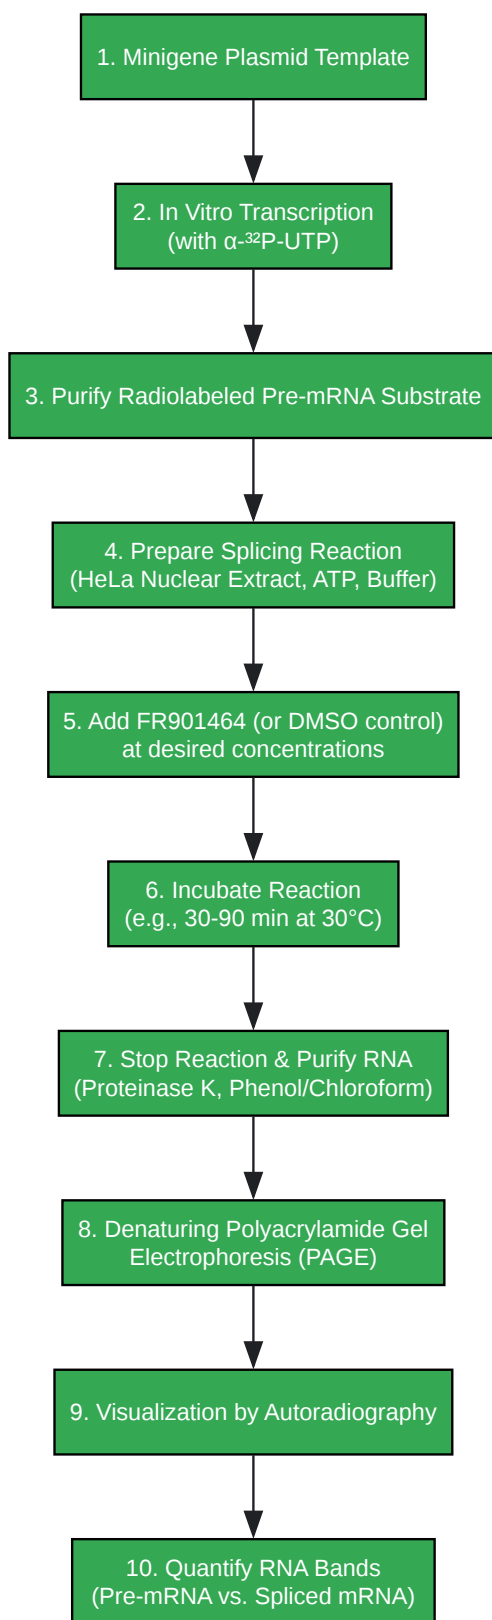 1. Minigene Plasmid Template
2. In Vitro Transcription
(with α-³²P-UTP)
3. Purify Radiolabeled Pre-mRNA Substrate
4. Prepare Splicing Reaction
(HeLa Nuclear Extract, ATP, Buffer)
5. Add FR901464 (or DMSO control)
at desired concentrations
6. Incubate Reaction
(e.g., 30-90 min at 30°C)
7. Stop Reaction & Purify RNA
(Proteinase K, Phenol/Chloroform)
8. Denaturing Polyacrylamide Gel
Electrophoresis (PAGE)
9. Visualization by Autoradiography
10. Quantify RNA Bands
(Pre-mRNA vs. Spliced mRNA)